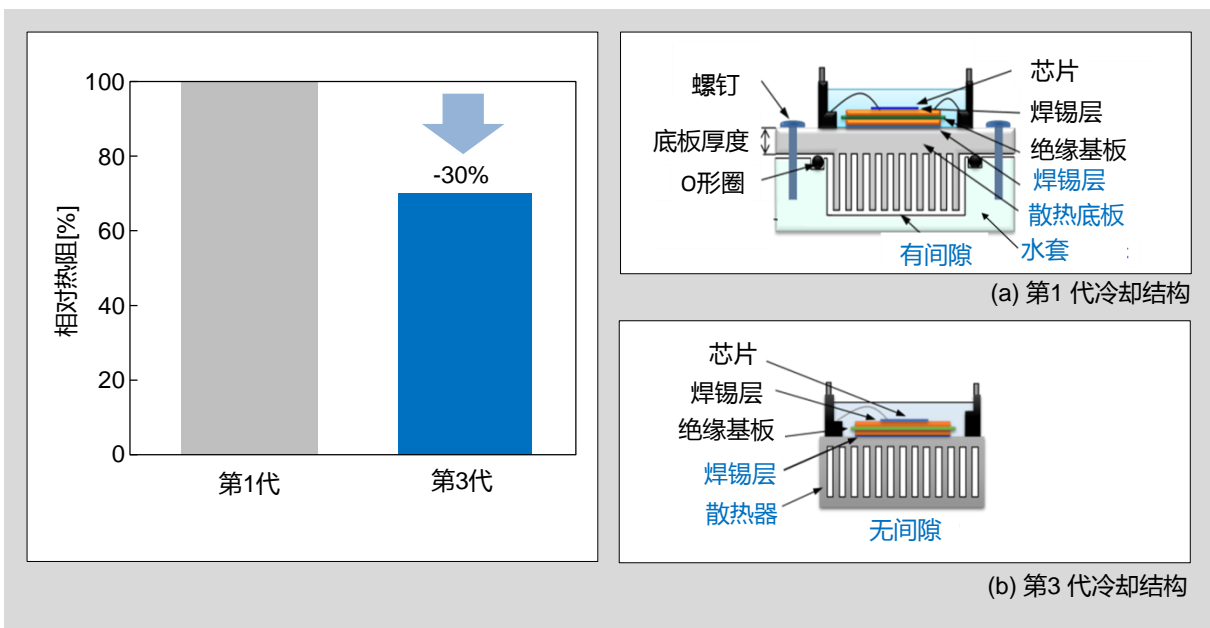 100
80
60
40
20
0
相对热阻[%]
-30%
第1代
第3代
螺钉
底板厚度
O形圈
芯片
焊锡层
绝缘基板
焊锡层
散热底板
水套
有间隙
(a) 第1 代冷却结构
芯片
焊锡层
绝缘基板
焊锡层
散热器
无间隙
(b) 第3 代冷却结构